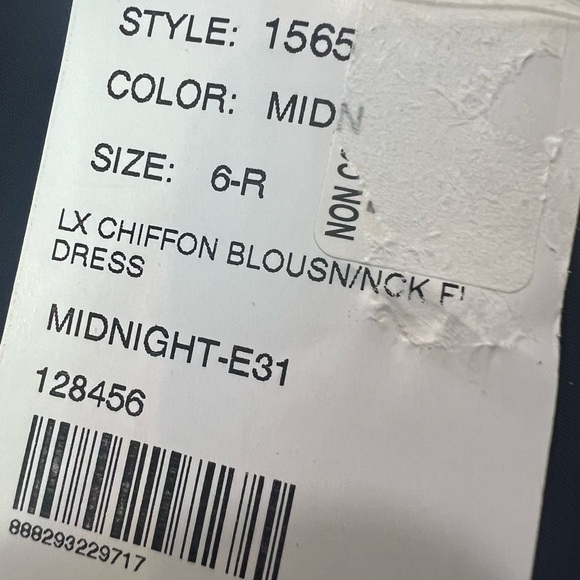 STYLE: 1565
COLOR: MIDN
SIZE: 6-R
NON
LX CHIFFON BLOUSN/NCK
DRESS
MIDNIGHT-E31
128456
888293229717